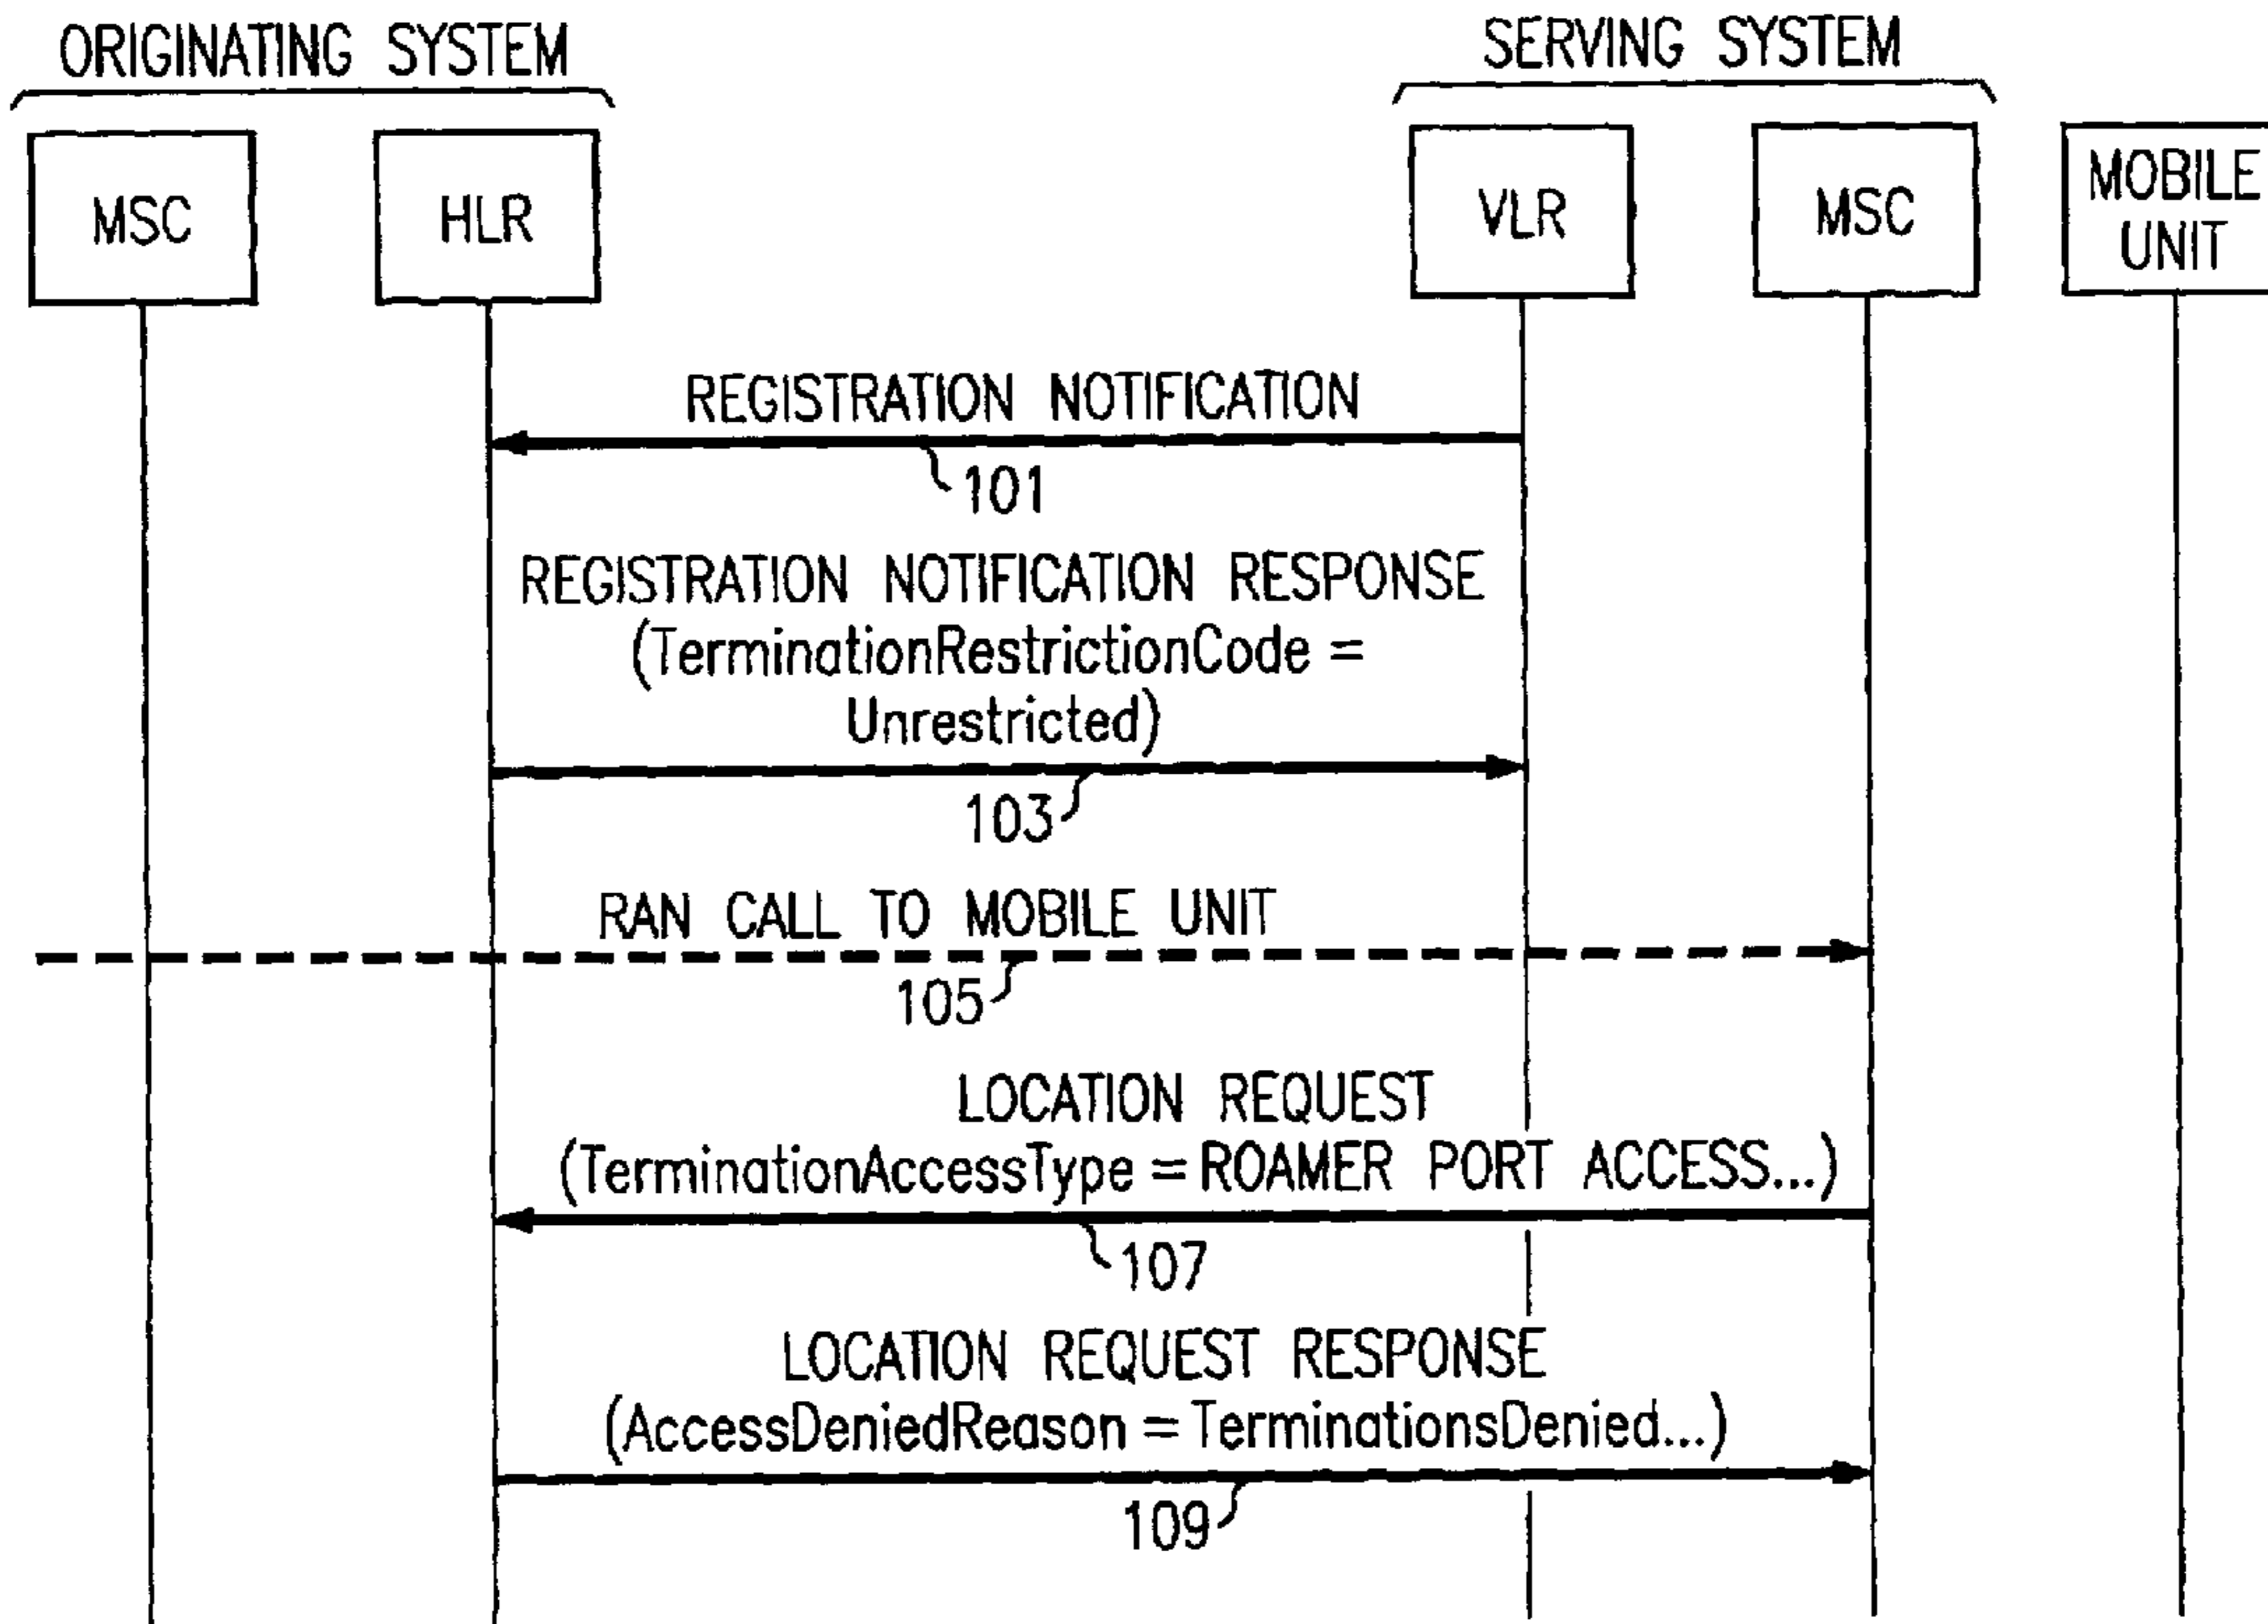 ORIGINATING SYSTEM
SERVING SYSTEM
MSC
HLR
VLR
MSC
MOBILE
UNIT
REGISTRATION NOTIFICATION
101
REGISTRATION NOTIFICATION RESPONSE
(TerminationRestrictionCode =
Unrestricted)
103
RAN CALL TO MOBILE UNIT
105
LOCATION REQUEST
(TerminationAccessType = ROAMER PORT ACCESS...)
107
LOCATION REQUEST RESPONSE
(AccessDeniedReason = TerminationsDenied...)
109